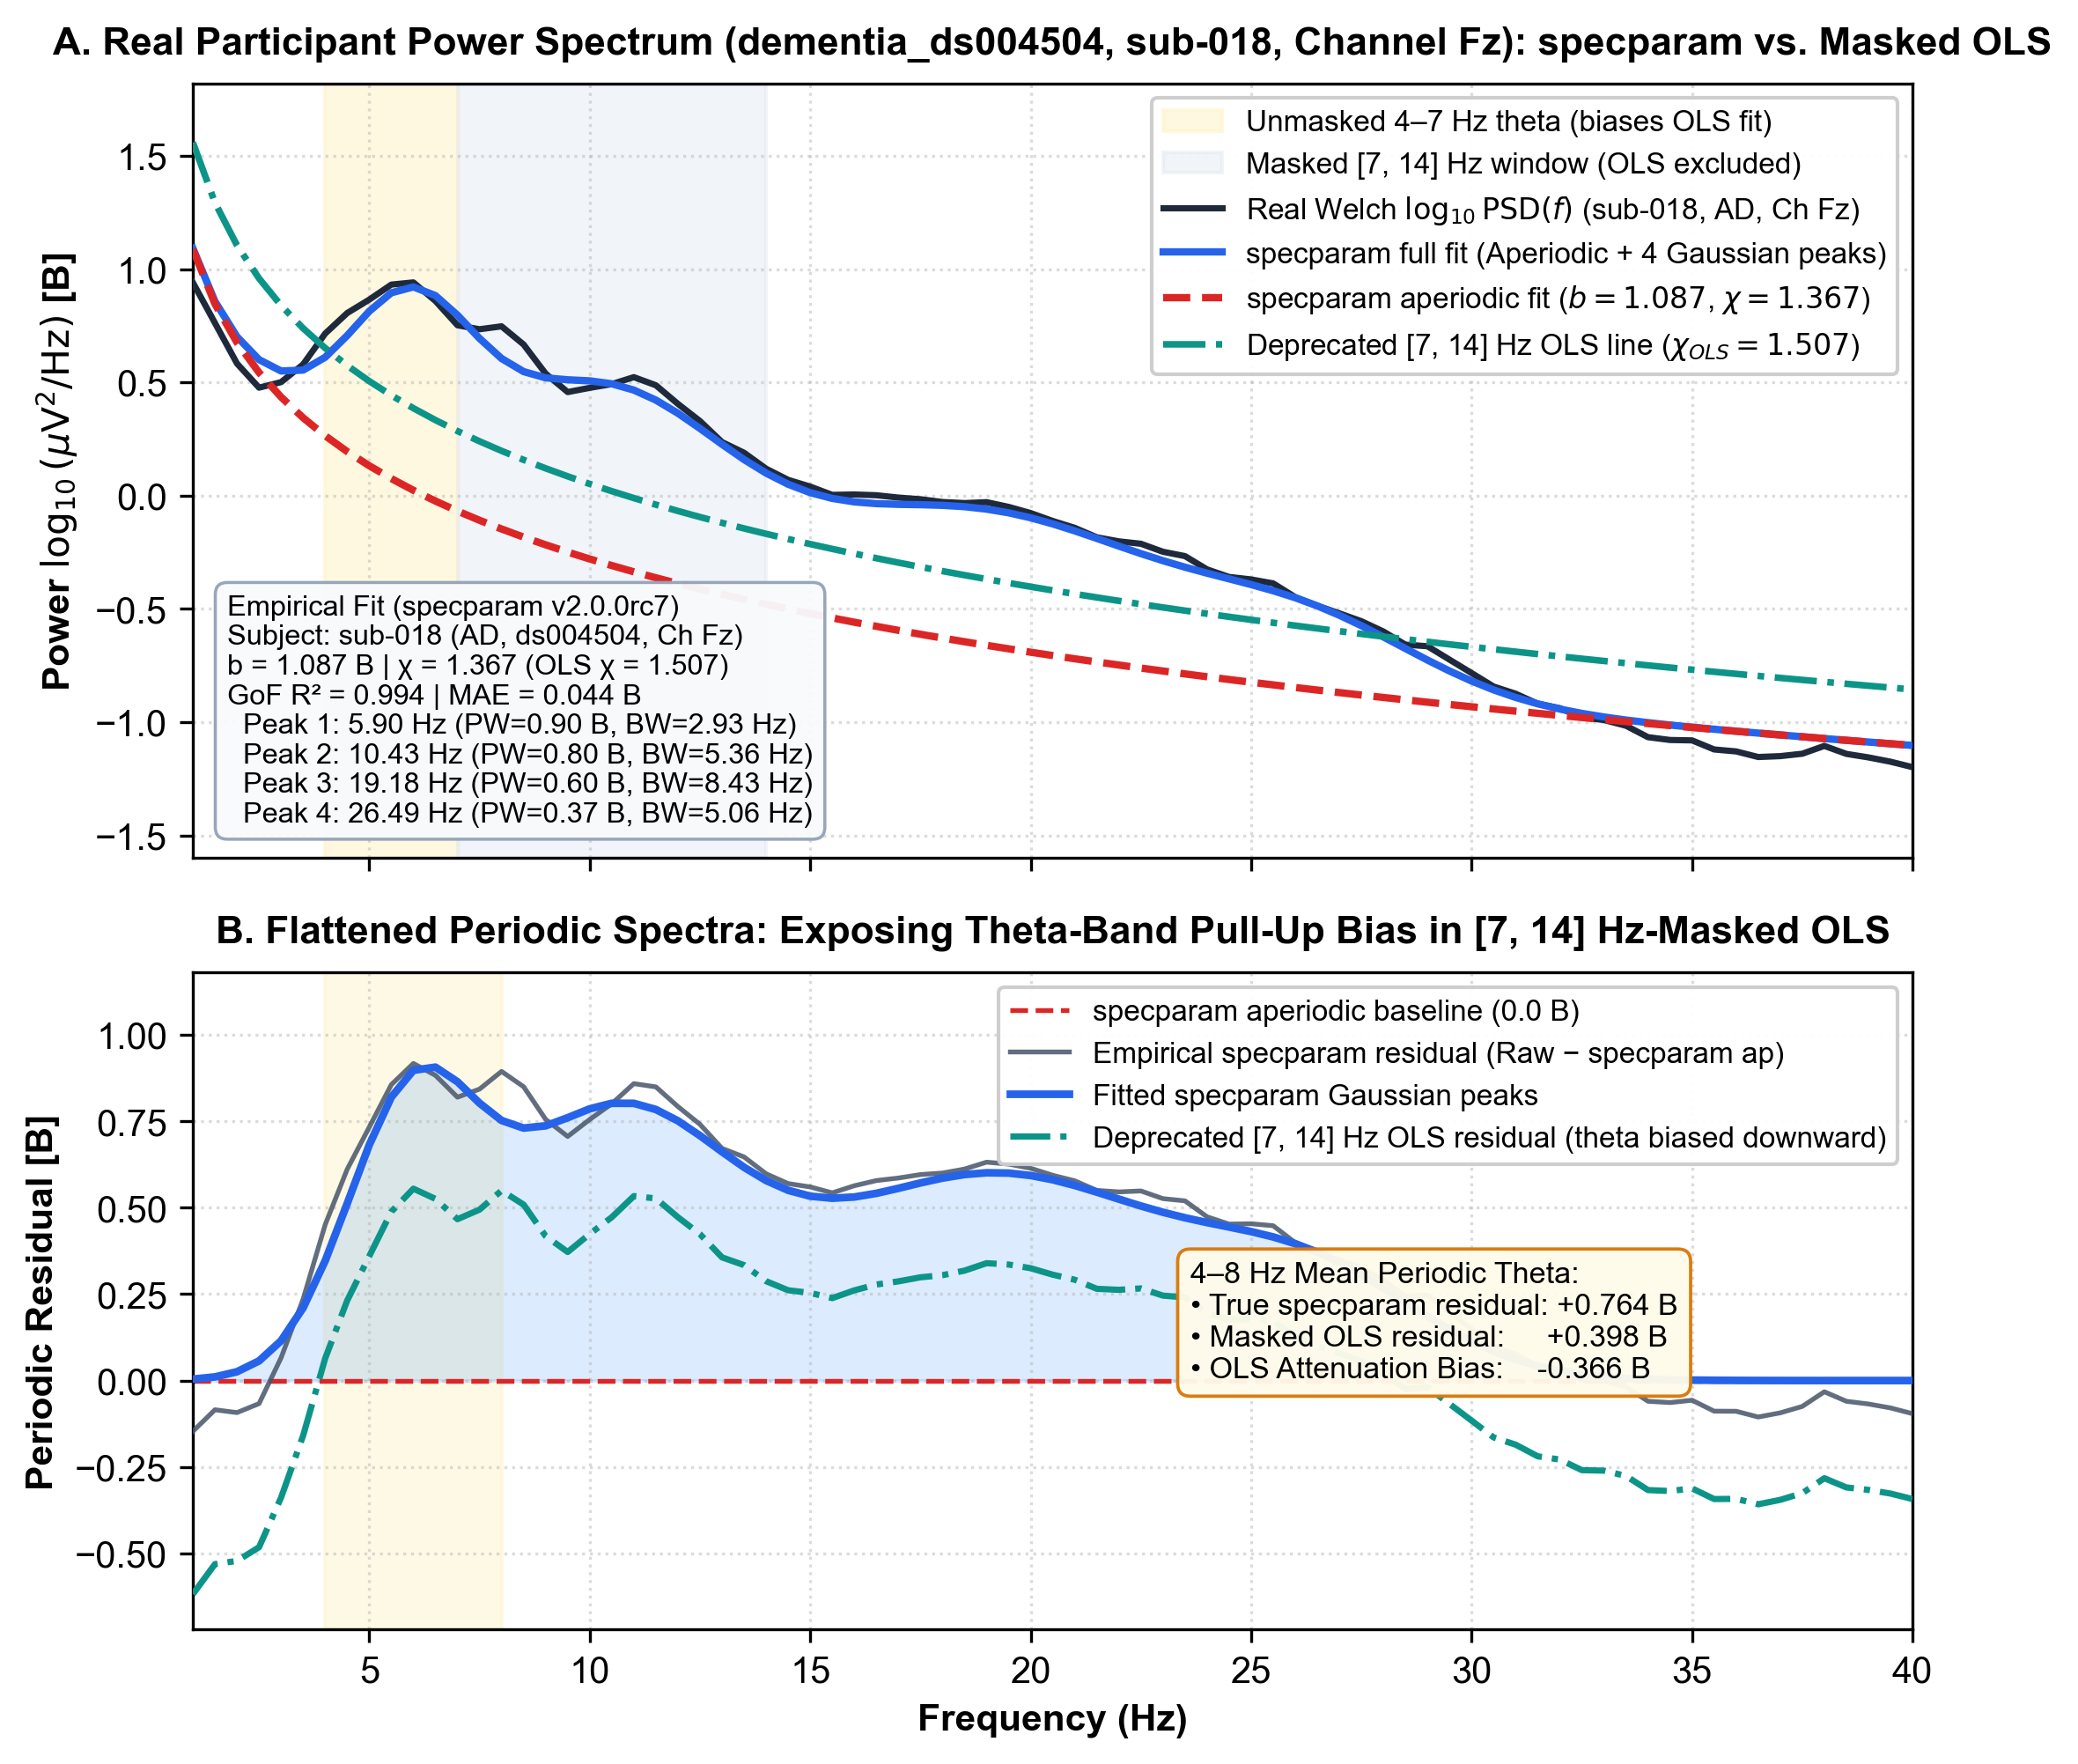 A. Real Participant Power Spectrum (dementia_ds004504, sub-018, Channel Fz): specparam vs. Masked OLS
Power log₁₀ (μV²/Hz) [B]
1.5
1.0
0.5
0.0
−0.5
−1.0
−1.5
Unmasked 4–7 Hz theta (biases OLS fit)
Masked [7, 14] Hz window (OLS excluded)
Real Welch log₁₀ PSD(f) (sub-018, AD, Ch Fz)
specparam full fit (Aperiodic + 4 Gaussian peaks)
specparam aperiodic fit (b = 1.087, χ = 1.367)
Deprecated [7, 14] Hz OLS line (χ_OLS = 1.507)
Empirical Fit (specparam v2.0.0rc7)
Subject: sub-018 (AD, ds004504, Ch Fz)
b = 1.087 B | χ = 1.367 (OLS χ = 1.507)
GoF R² = 0.994 | MAE = 0.044 B
Peak 1: 5.90 Hz (PW=0.90 B, BW=2.93 Hz)
Peak 2: 10.43 Hz (PW=0.80 B, BW=5.36 Hz)
Peak 3: 19.18 Hz (PW=0.60 B, BW=8.43 Hz)
Peak 4: 26.49 Hz (PW=0.37 B, BW=5.06 Hz)
B. Flattened Periodic Spectra: Exposing Theta-Band Pull-Up Bias in [7, 14] Hz-Masked OLS
Periodic Residual [B]
1.00
0.75
0.50
0.25
0.00
−0.25
−0.50
specparam aperiodic baseline (0.0 B)
Empirical specparam residual (Raw − specparam ap)
Fitted specparam Gaussian peaks
Deprecated [7, 14] Hz OLS residual (theta biased downward)
4–8 Hz Mean Periodic Theta:
• True specparam residual: +0.764 B
• Masked OLS residual: +0.398 B
• OLS Attenuation Bias: -0.366 B
5 10 15 20 25 30 35 40
Frequency (Hz)